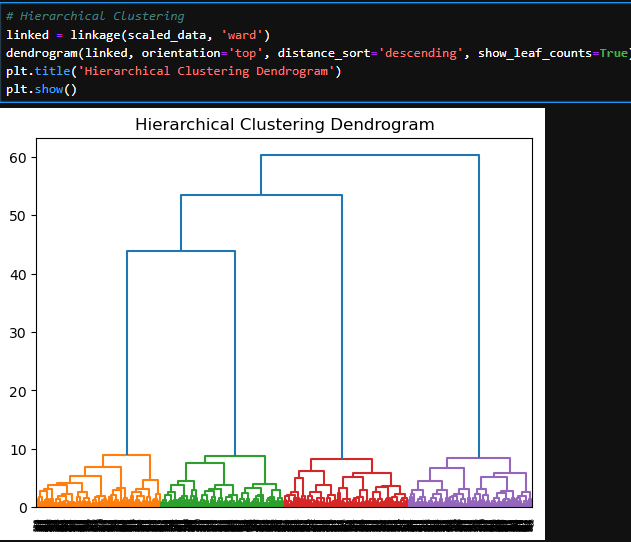 # Hierarchical Clustering
linked = linkage(scaled_data, 'ward')
dendrogram(linked, orientation='top', distance_sort='descending', show_leaf_counts=True)
plt.title('Hierarchical Clustering Dendrogram')
plt.show()
Hierarchical Clustering Dendrogram
60
50
40
30
20
10
0